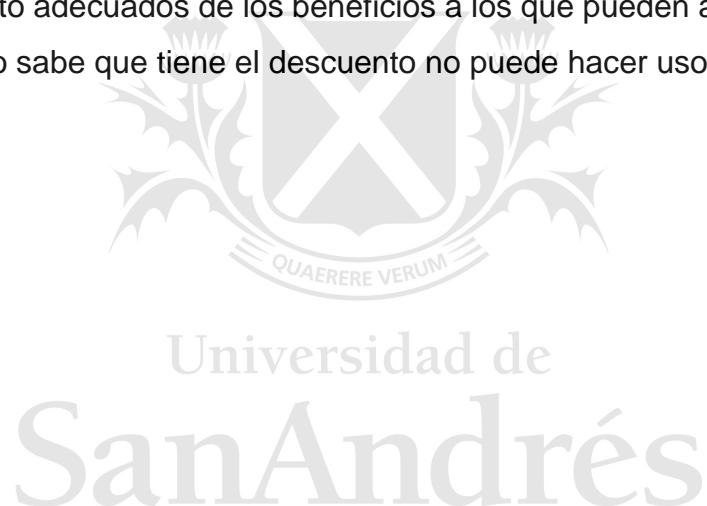 to adecuados de los beneficios a los que pueden a
o sabe que tiene el descuento no puede hacer uso
QUAERERE VERUM
Universidad de
SanAndrés